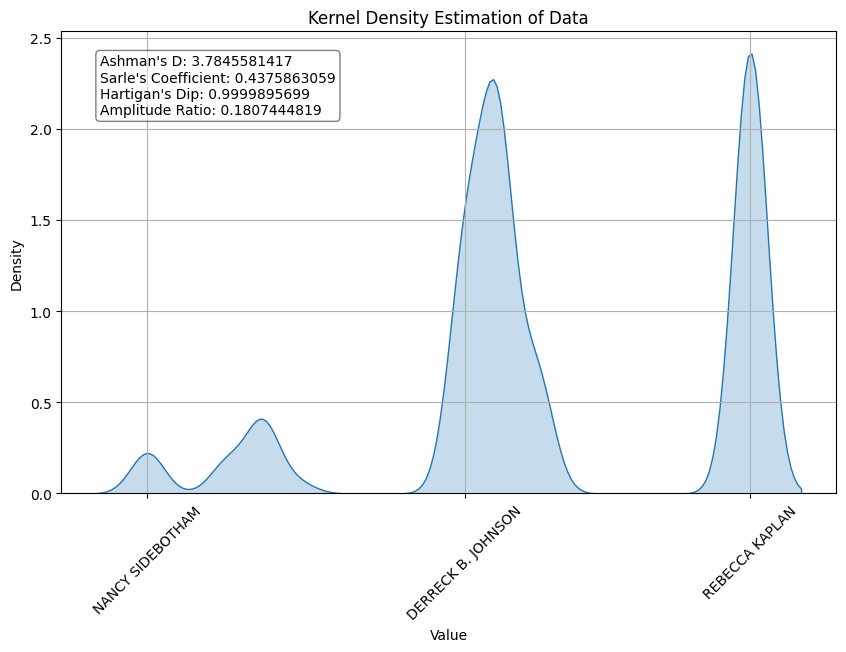 Kernel Density Estimation of Data
Ashman's D: 3.7845581417
Sarle's Coefficient: 0.4375863059
Hartigan's Dip: 0.9999895699
Amplitude Ratio: 0.1807444819
2.5
2.0
1.5
1.0
0.5
0.0
Density
NANCY SIDEBOTHAM
DERRECK B. JOHNSON
REBECCA KAPLAN
Value